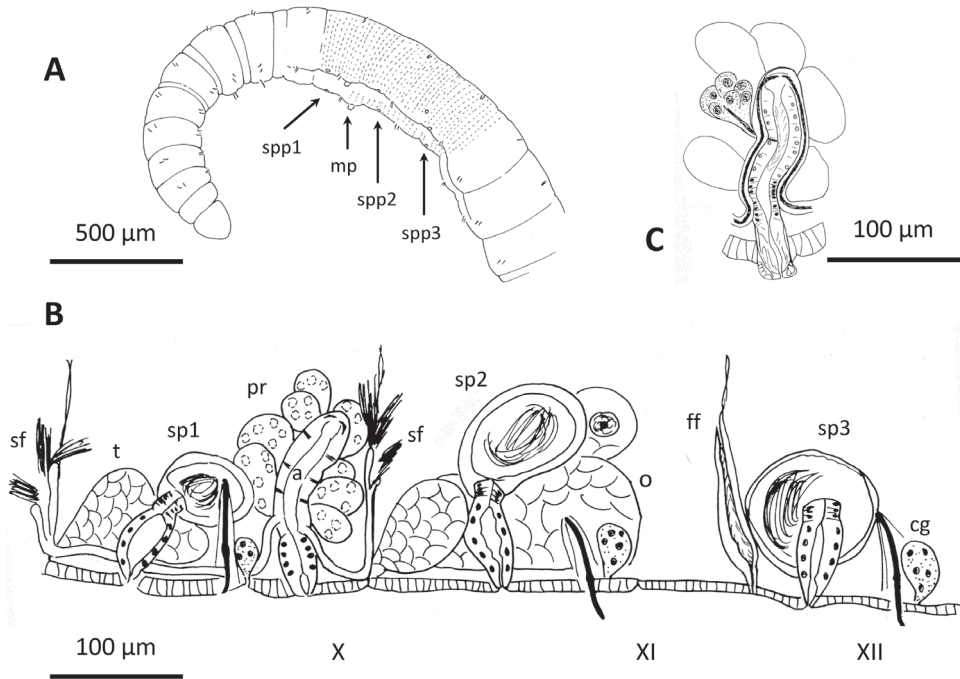 A
spp1
mp
spp2
spp3
500 µm
C
100 µm
B
sf
t
sp1
pr
a
sf
sp2
o
ff
sp3
cg
100 µm
X
XI
XII